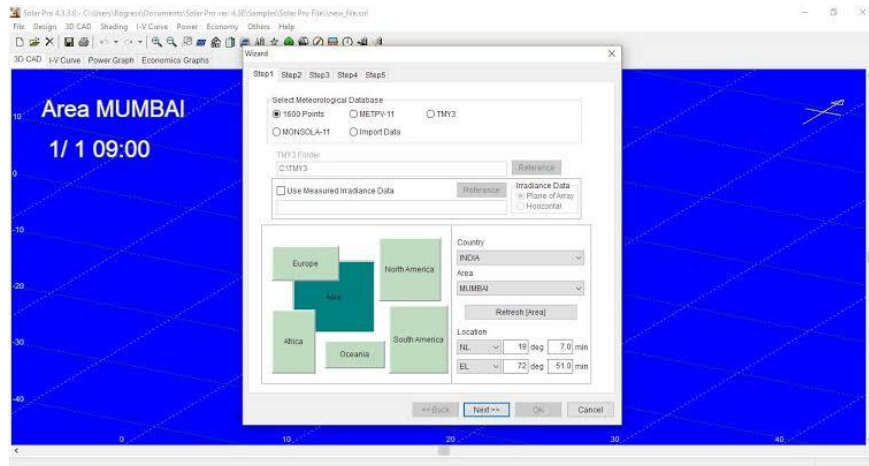 Solar Pro 4.3.3.0 - C:\Users\Rogress\Documents\Solar Pro ver. 4.3E\Samples\Solar Pro File\new_file.sol
File Design 3D CAD Shading I-V Curve Power Economy Others Help
3D CAD I-V Curve Power Graph Economics Graphs
Area MUMBAI
1/ 1 09:00
10
0
-10
-20
-30
-40
0 10 20 30 40
Wizard
Step1 Step2 Step3 Step4 Step5
Select Meteorological Database
1600 Points METPV-11 TMY3
MONSOLA-11 Import Data
TMY3 Folder
C:\TMY3 Reference
Use Measured Irradiance Data Reference
Irradiance Data
Plane of Array
Horizontal
Europe
North America
Asia
Africa
Oceania
South America
Country
INDIA
Area
MUMBAI
Refresh [Area]
Location
NL 19 deg 7.0 min
EL 72 deg 51.0 min
<< Back Next >> OK Cancel